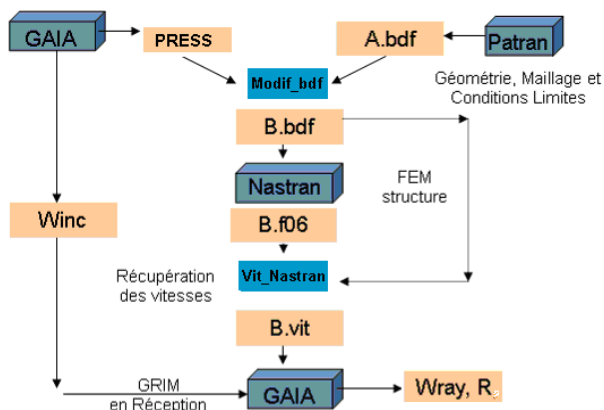 GAIA
PRESS
A.bdf
Patran
Modif_bdf
Géométrie, Maillage et
Conditions Limites
B.bdf
Nastran
FEM
structure
Winc
B.f06
Récupération
des vitesses
Vit_Nastran
B.vit
GRIM
en Réception
GAIA
Wray, R